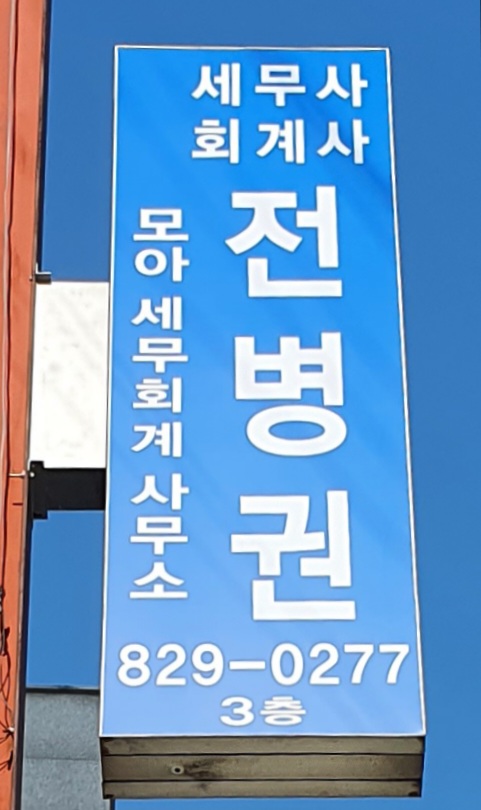 세무사
회계사
전병권
모아 세무회계 사무소
829-0277
3층